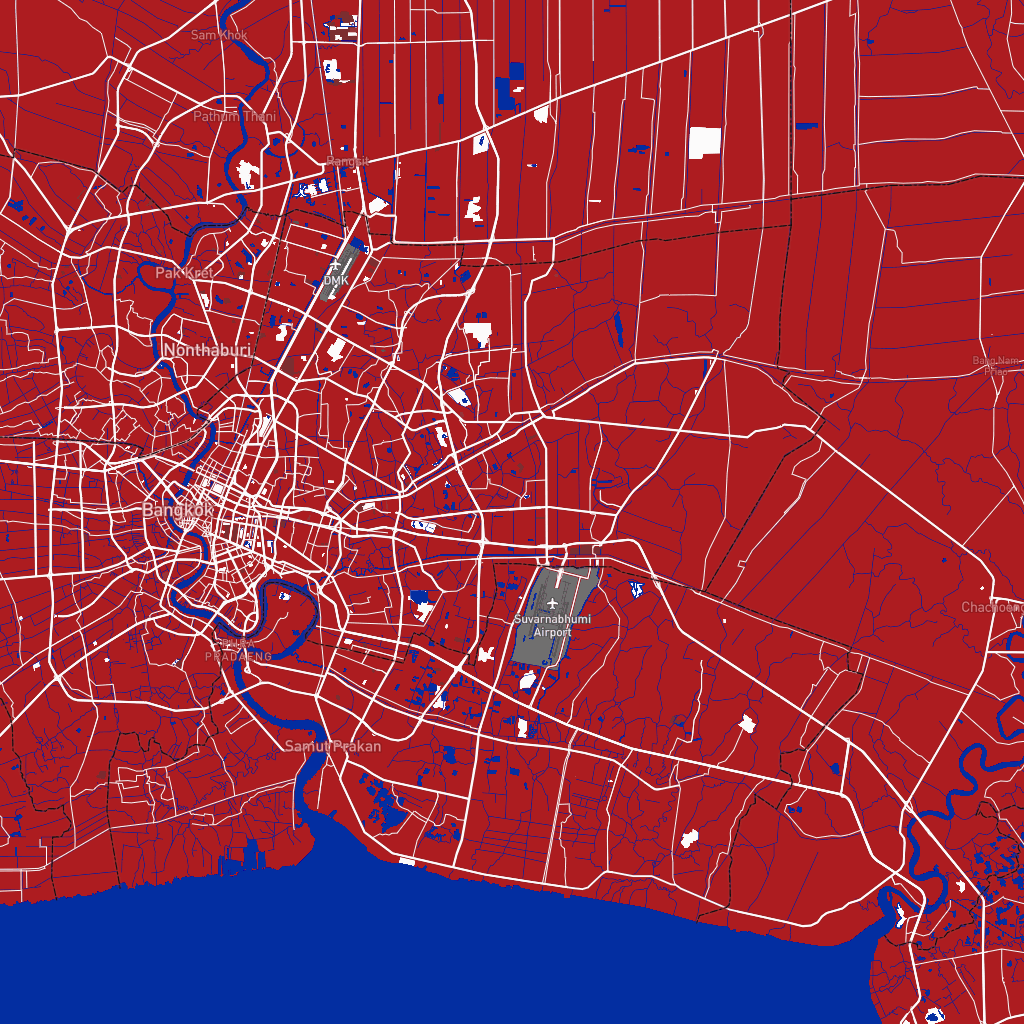 Sam Khok
Pathum Thani
Rangsit
Pak Kret
DMK
Nonthaburi
Bang Nam
Priao
Bangkok
Suvarnabhumi
Airport
Chachoeng
PHRA
PRADAENG
Samut Prakan